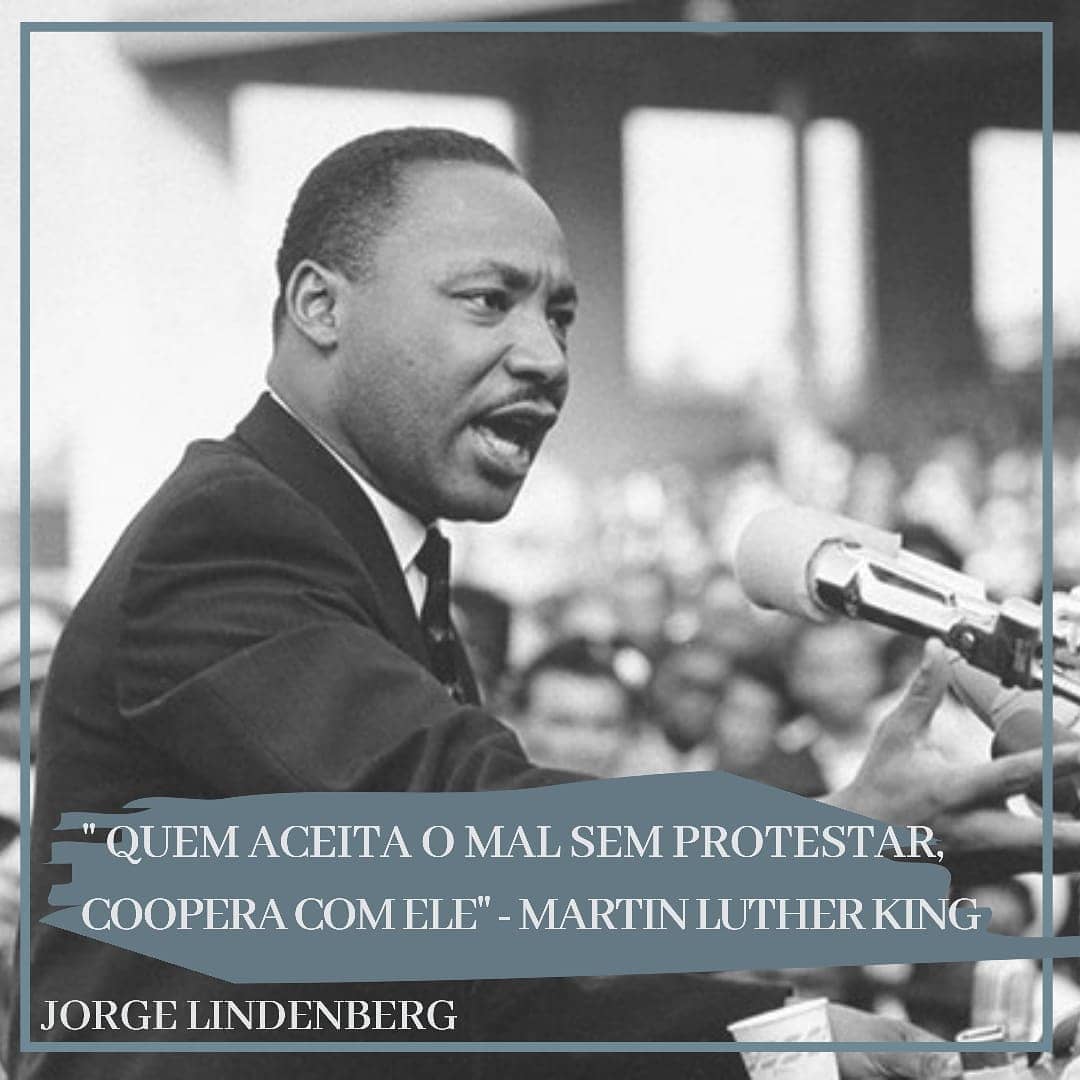 " QUEM ACEITA O MAL SEM PROTESTAR,
COOPERA COM ELE" - MARTIN LUTHER KING
JORGE LINDENBERG